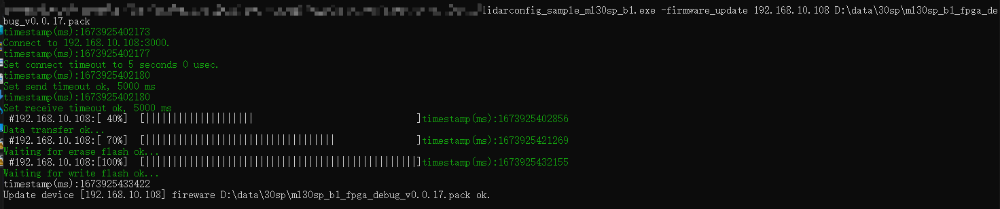 lidarconfig_sample_ml30sp_b1.exe -firmware_update 192.168.10.108 D:\data\30sp\ml30sp_b1_fpga_de
bug_v0.0.17.pack
timestamp(ms):1673925402173
Connect to 192.168.10.108:3000.
timestamp(ms):1673925402177
Set connect timeout to 5 seconds 0 usec.
timestamp(ms):1673925402180
Set send timeout ok, 5000 ms
timestamp(ms):1673925402180
Set receive timeout ok, 5000 ms
#192.168.10.108:[ 40%] [||||||||||||||||||||                              ]timestamp(ms):1673925402856
Data transfer ok...
#192.168.10.108:[ 70%] [|||||||||||||||||||||||||||||||||||               ]timestamp(ms):1673925421269
Waiting for erase flash ok...
#192.168.10.108:[100%] [||||||||||||||||||||||||||||||||||||||||||||||||||]timestamp(ms):1673925432155
Waiting for write flash ok...
timestamp(ms):1673925433422
Update device [192.168.10.108] fireware D:\data\30sp\ml30sp_b1_fpga_debug_v0.0.17.pack ok.